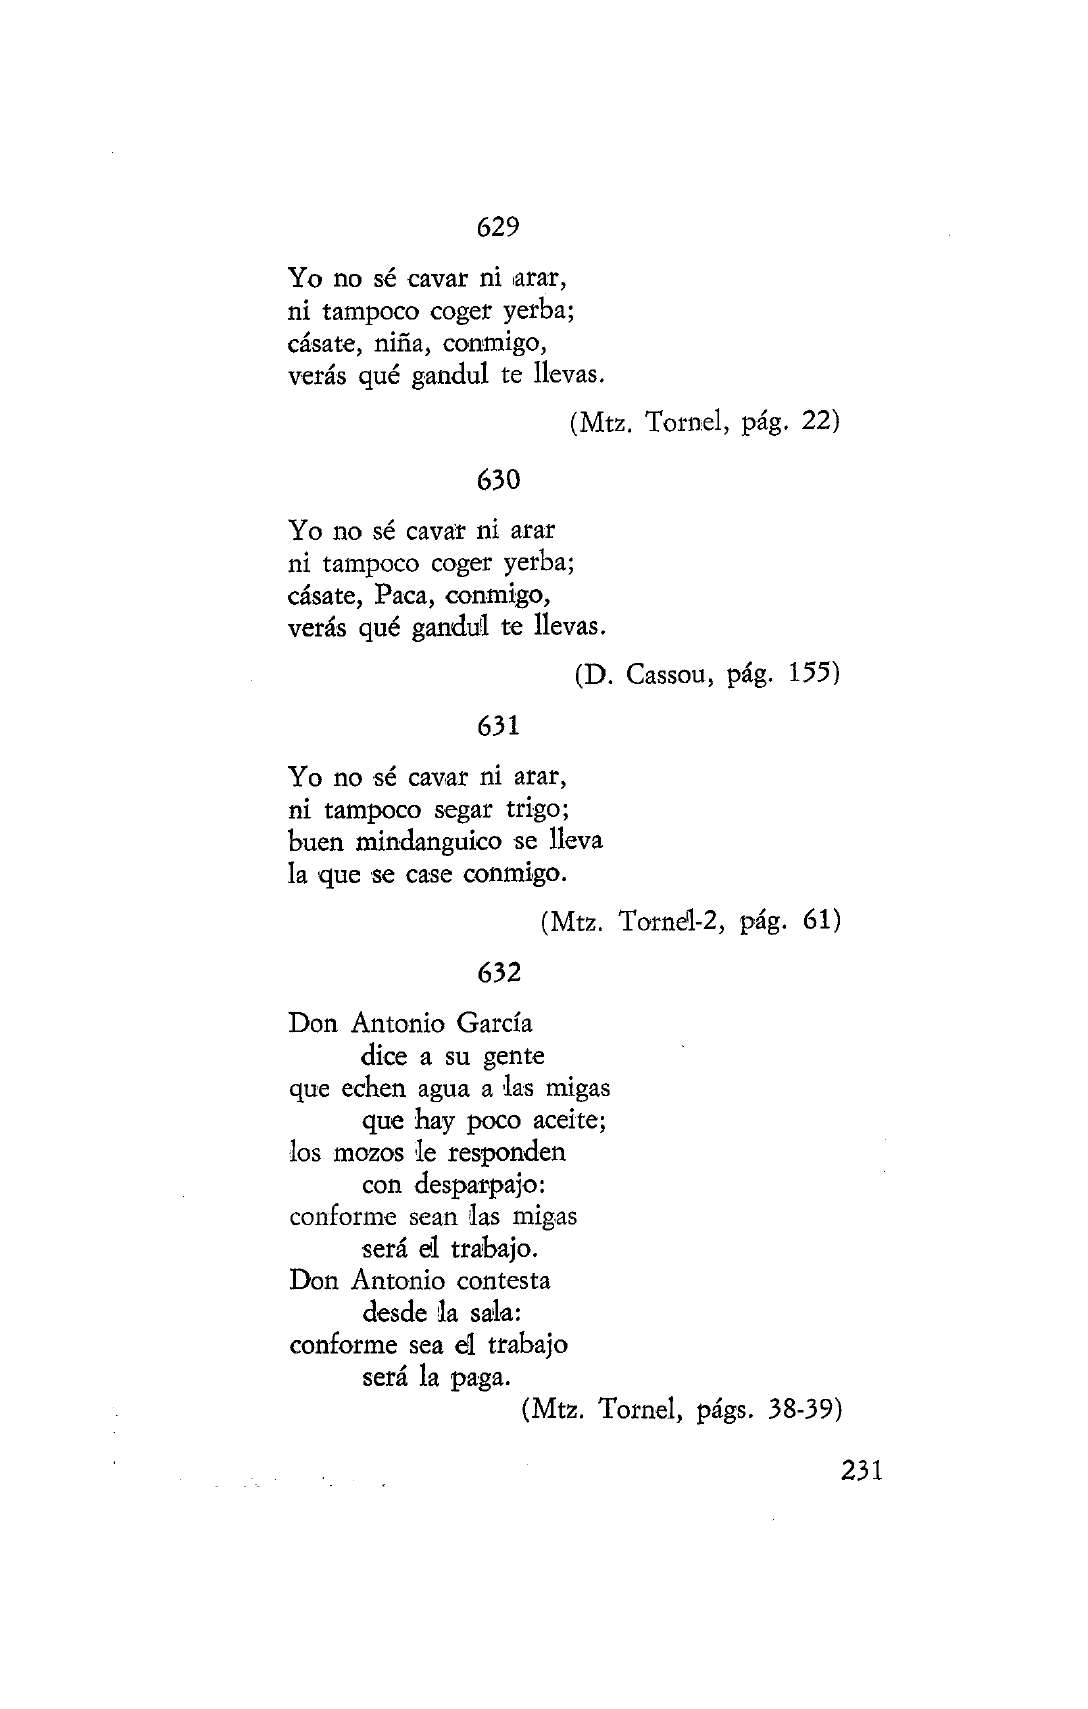 629
Yo no sé cavar ni arar,
ni tampoco coger yerba;
cásate, niña, conmigo,
verás qué gandul te llevas.
(Mtz. Tornel, pág. 22)
630
Yo no sé cavar ni arar
ni tampoco coger yerba;
cásate, Paca, conmigo,
verás qué gandul te llevas.
(D. Cassou, pág. 155)
631
Yo no sé cavar ni arar,
ni tampoco segar trigo;
buen mindanguico se lleva
la que se case conmigo.
(Mtz. Tornel-2, pág. 61)
632
Don Antonio García
dice a su gente
que echen agua a las migas
que hay poco aceite;
los mozos le responden
con desparpajo:
conforme sean las migas
será el trabajo.
Don Antonio contesta
desde la sala:
conforme sea el trabajo
será la paga.
(Mtz. Tornel, págs. 38-39)
231